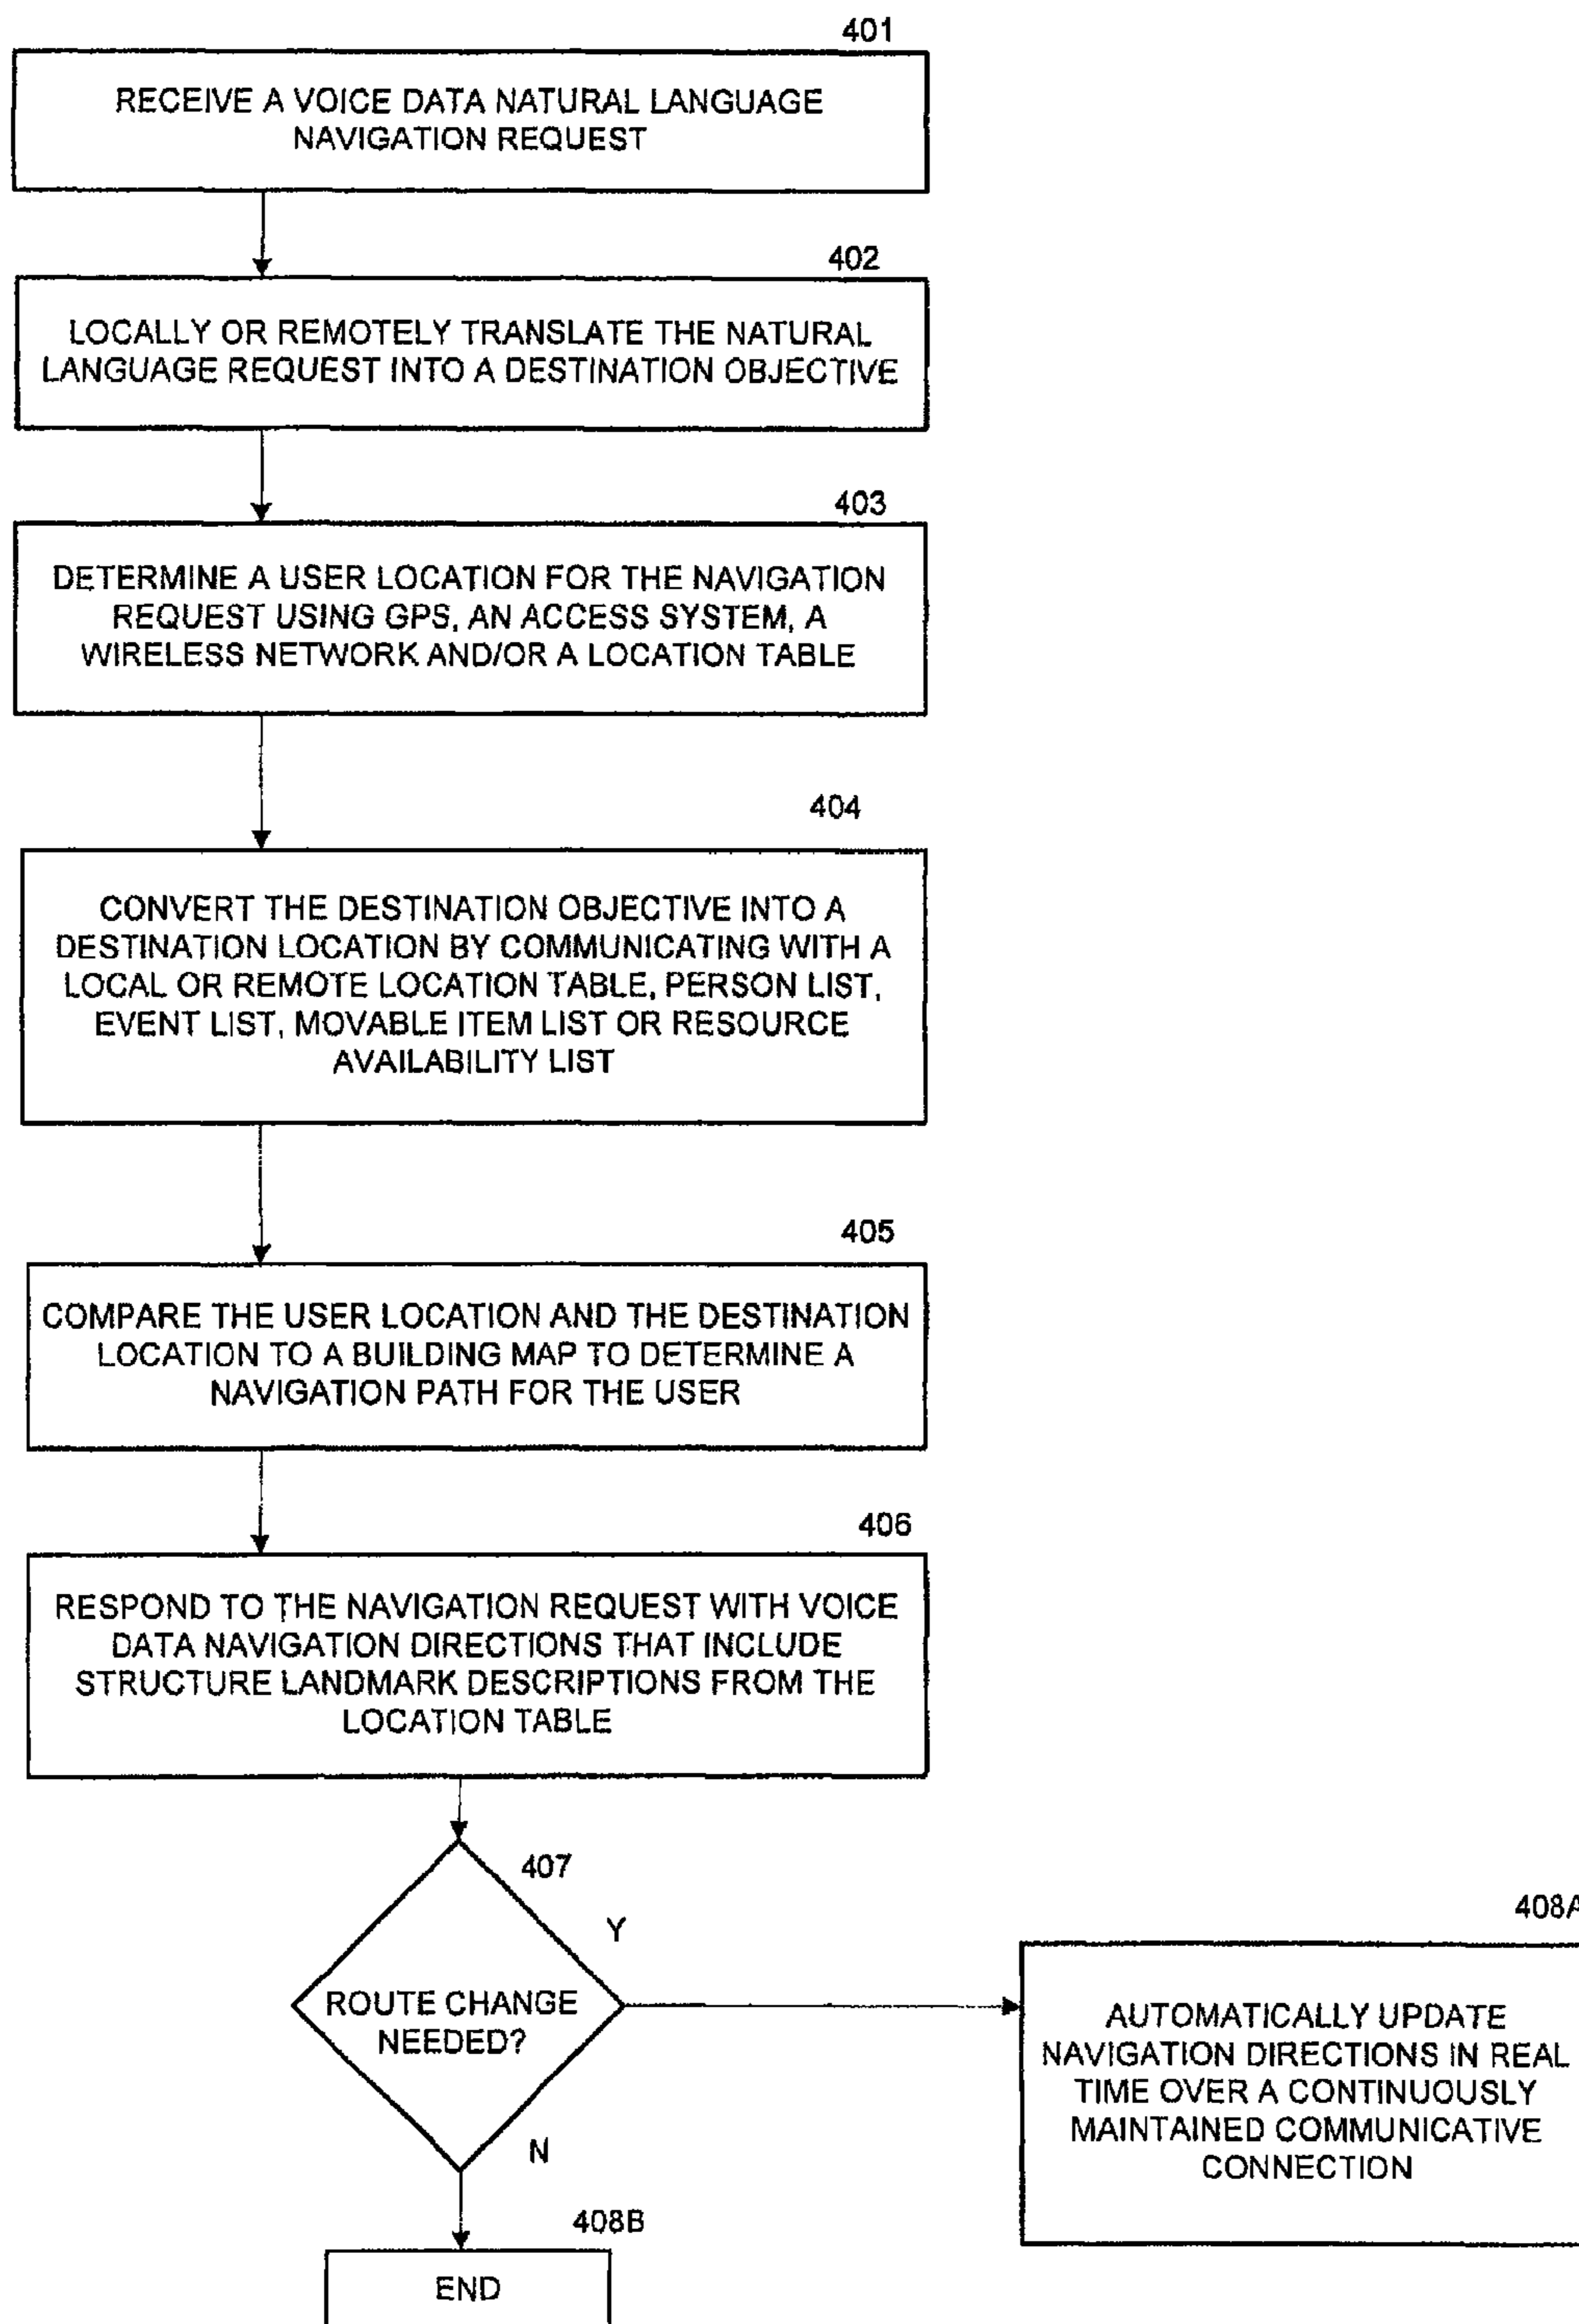 401
RECEIVE A VOICE DATA NATURAL LANGUAGE
NAVIGATION REQUEST
402
LOCALLY OR REMOTELY TRANSLATE THE NATURAL
LANGUAGE REQUEST INTO A DESTINATION OBJECTIVE
403
DETERMINE A USER LOCATION FOR THE NAVIGATION
REQUEST USING GPS, AN ACCESS SYSTEM, A
WIRELESS NETWORK AND/OR A LOCATION TABLE
404
CONVERT THE DESTINATION OBJECTIVE INTO A
DESTINATION LOCATION BY COMMUNICATING WITH A
LOCAL OR REMOTE LOCATION TABLE, PERSON LIST,
EVENT LIST, MOVABLE ITEM LIST OR RESOURCE
AVAILABILITY LIST
405
COMPARE THE USER LOCATION AND THE DESTINATION
LOCATION TO A BUILDING MAP TO DETERMINE A
NAVIGATION PATH FOR THE USER
406
RESPOND TO THE NAVIGATION REQUEST WITH VOICE
DATA NAVIGATION DIRECTIONS THAT INCLUDE
STRUCTURE LANDMARK DESCRIPTIONS FROM THE
LOCATION TABLE
407
Y
ROUTE CHANGE
NEEDED?
N
408A
AUTOMATICALLY UPDATE
NAVIGATION DIRECTIONS IN REAL
TIME OVER A CONTINUOUSLY
MAINTAINED COMMUNICATIVE
CONNECTION
408B
END